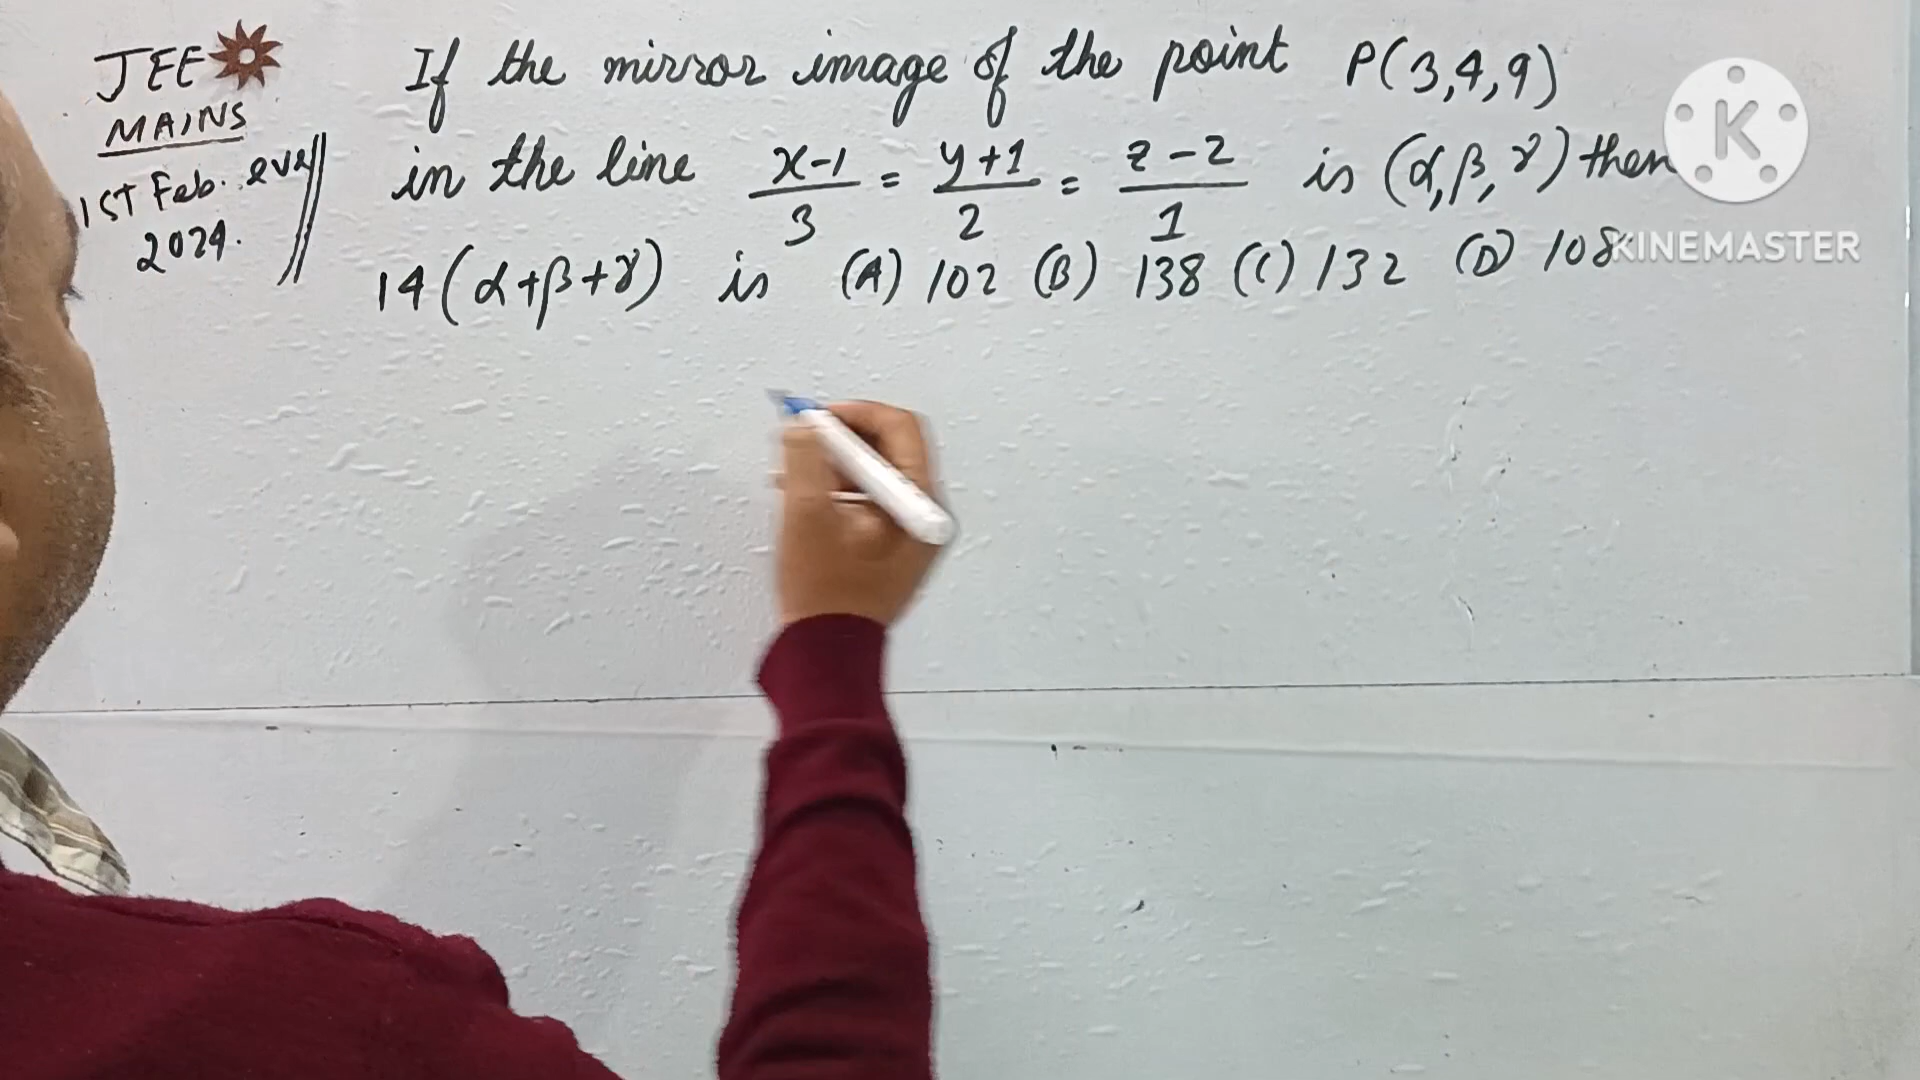 JEE
MAINS
1ST Feb. eve
2024.
If the mirror image of the point P(3,4,9)
in the line x-1/3 = y+1/2 = z-2/1 is (α,β,γ) then
14(α+β+γ) is (A) 102 (B) 138 (C) 132 (D) 108
K
KINEMASTER